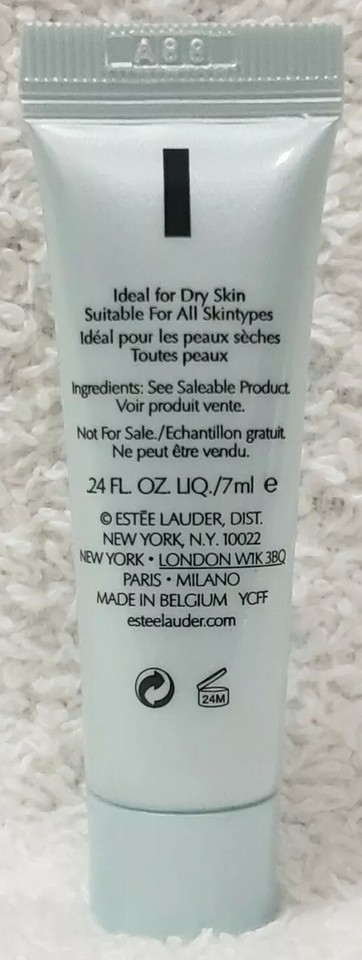 A88
Ideal for Dry Skin
Suitable For All Skintypes
Idéal pour les peaux sèches
Toutes peaux
Ingredients: See Saleable Product.
Voir produit vente.
Not For Sale./Echantillon gratuit.
Ne peut être vendu.
.24 FL. OZ. LIQ./7ml e
© ESTĒE LAUDER, DIST.
NEW YORK, N.Y. 10022
NEW YORK • LONDON W1K 3BQ
PARIS • MILANO
MADE IN BELGIUM YCFF
esteelauder.com
24M